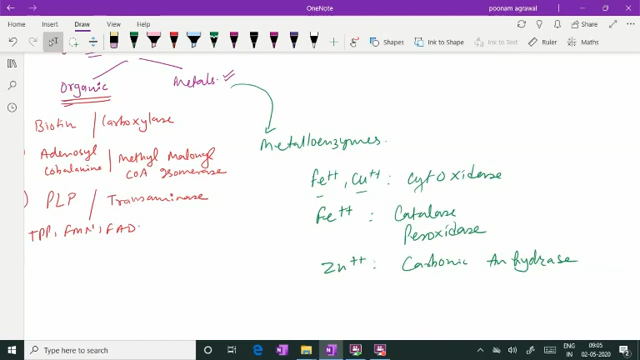 OneNote
poonam agrawal
Home Insert Draw View Help
Share
Shapes Ink to Shape Ink to Text Ruler Maths
Organic Metals
Metalloenzymes
Biotin / Carboxylase
Adenosyl Cobalamine / Methyl Malonyl CoA Isomerase
PLP / Transaminase
TPP, FMN, FAD.
Fe++, Cu++ : Cyt Oxidase
Fe++ : Catalase
Peroxidase
Zn++ : Carbonic Anhydrase
Type here to search
ENG 09:05
IN 02-05-2020